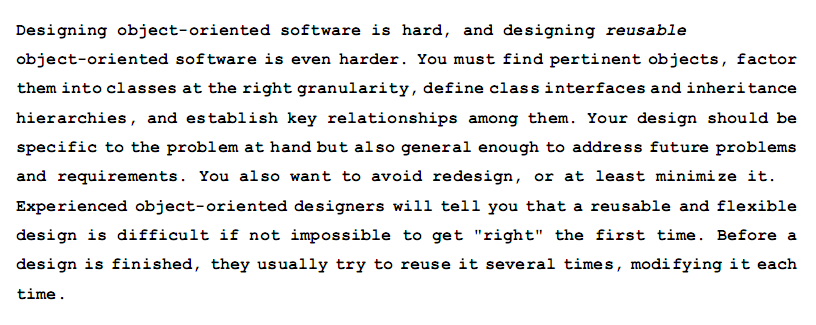 Designing object-oriented software is hard, and designing reusable
object-oriented software is even harder. You must find pertinent objects, factor
them into classes at the right granularity, define class interfaces and inheritance
hierarchies, and establish key relationships among them. Your design should be
specific to the problem at hand but also general enough to address future problems
and requirements. You also want to avoid redesign, or at least minimize it.
Experienced object-oriented designers will tell you that a reusable and flexible
design is difficult if not impossible to get "right" the first time. Before a
design is finished, they usually try to reuse it several times, modifying it each
time.